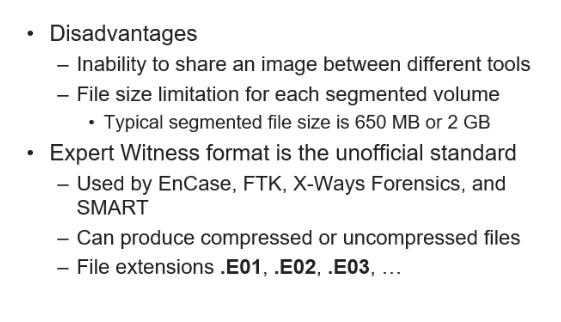 • Disadvantages
– Inability to share an image between different tools
– File size limitation for each segmented volume
• Typical segmented file size is 650 MB or 2 GB
• Expert Witness format is the unofficial standard
– Used by EnCase, FTK, X-Ways Forensics, and
SMART
– Can produce compressed or uncompressed files
– File extensions .E01, .E02, .E03, …